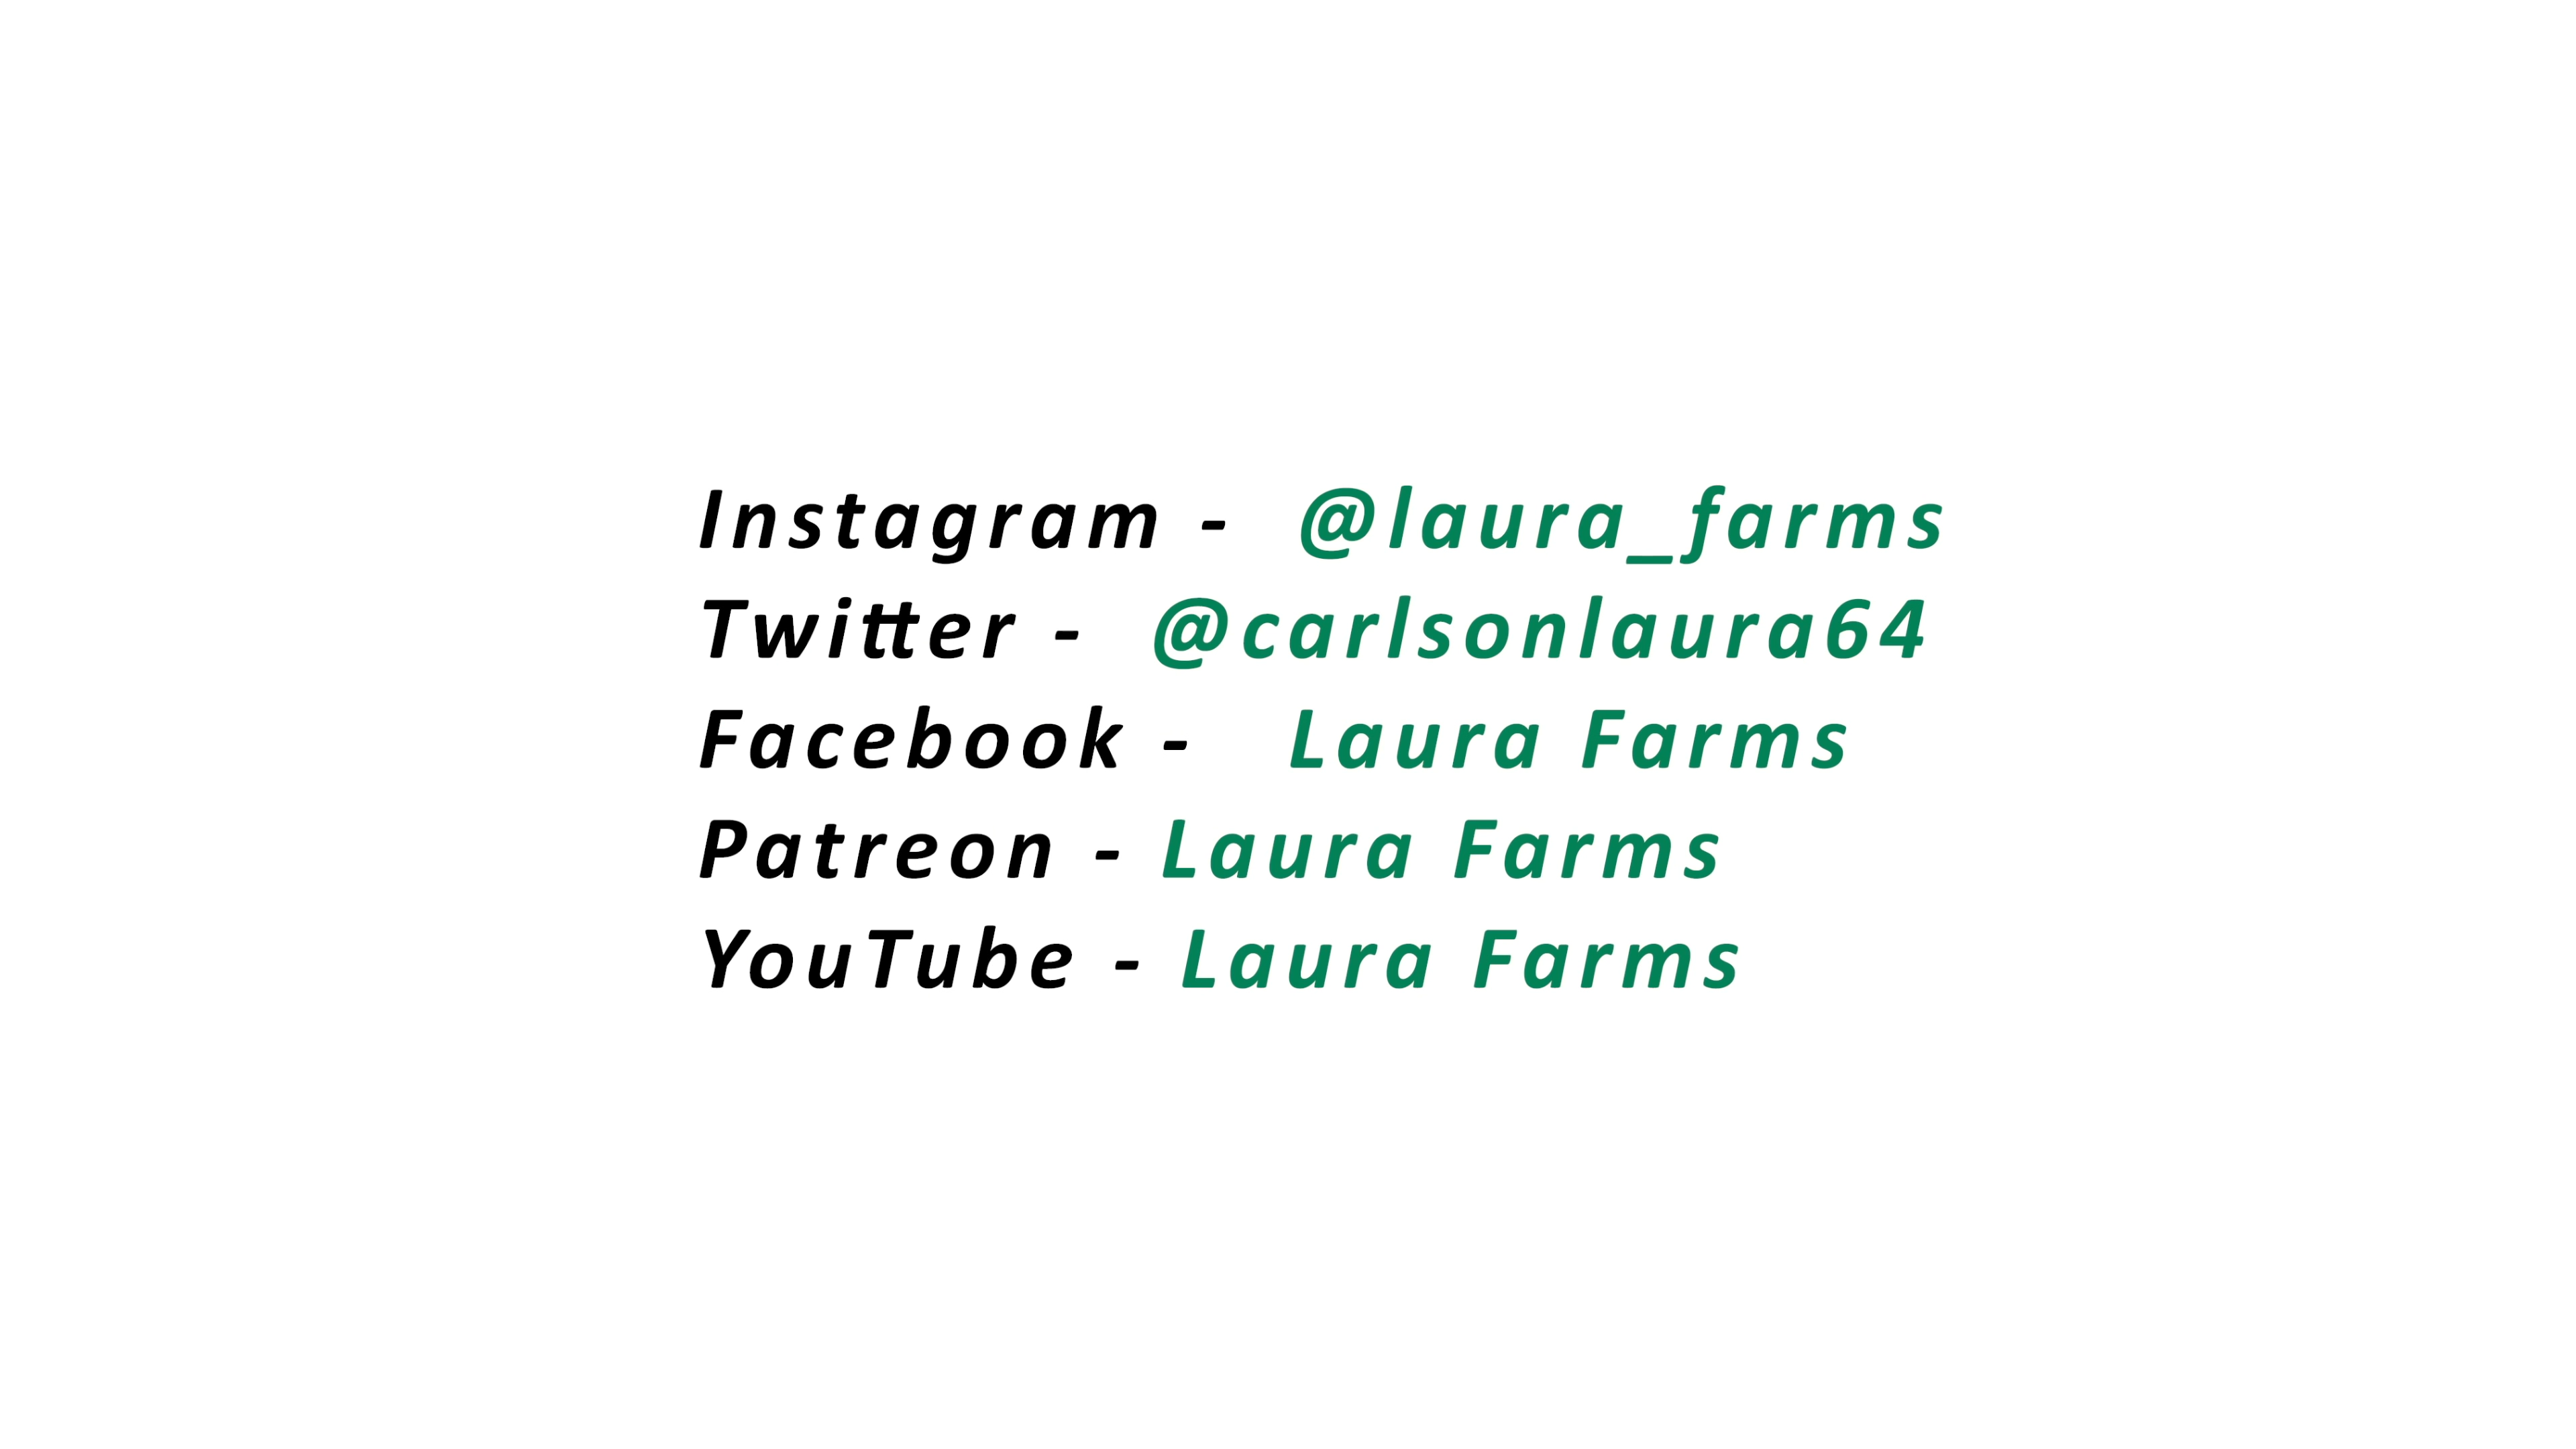 Instagram - @laura_farms
Twitter - @carlsonlaura64
Facebook - Laura Farms
Patreon - Laura Farms
YouTube - Laura Farms